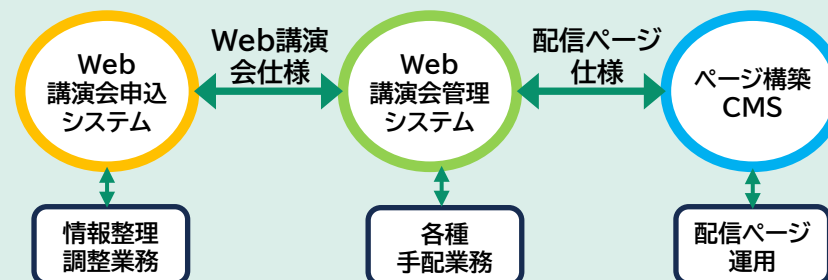 Web
講演会申込
システム
Web講演
会仕様
Web
講演会管理
システム
配信ページ
仕様
ページ構築
CMS
情報整理
調整業務
各種
手配業務
配信ページ
運用